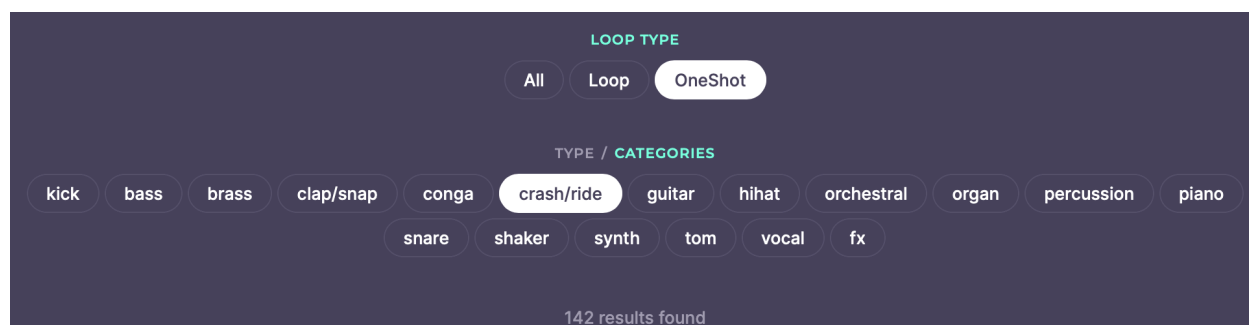 LOOP TYPE
All Loop OneShot
TYPE / CATEGORIES
kick bass brass clap/snap conga crash/ride guitar hihat orchestral organ percussion piano
snare shaker synth tom vocal fx
142 results found